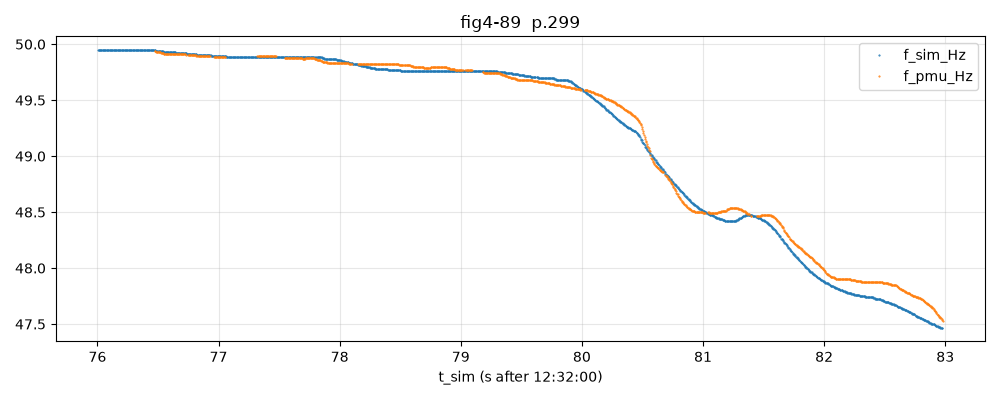 fig4-89  p.299
50.0
49.5
49.0
48.5
48.0
47.5
f_sim_Hz
f_pmu_Hz
76 77 78 79 80 81 82 83
t_sim (s after 12:32:00)